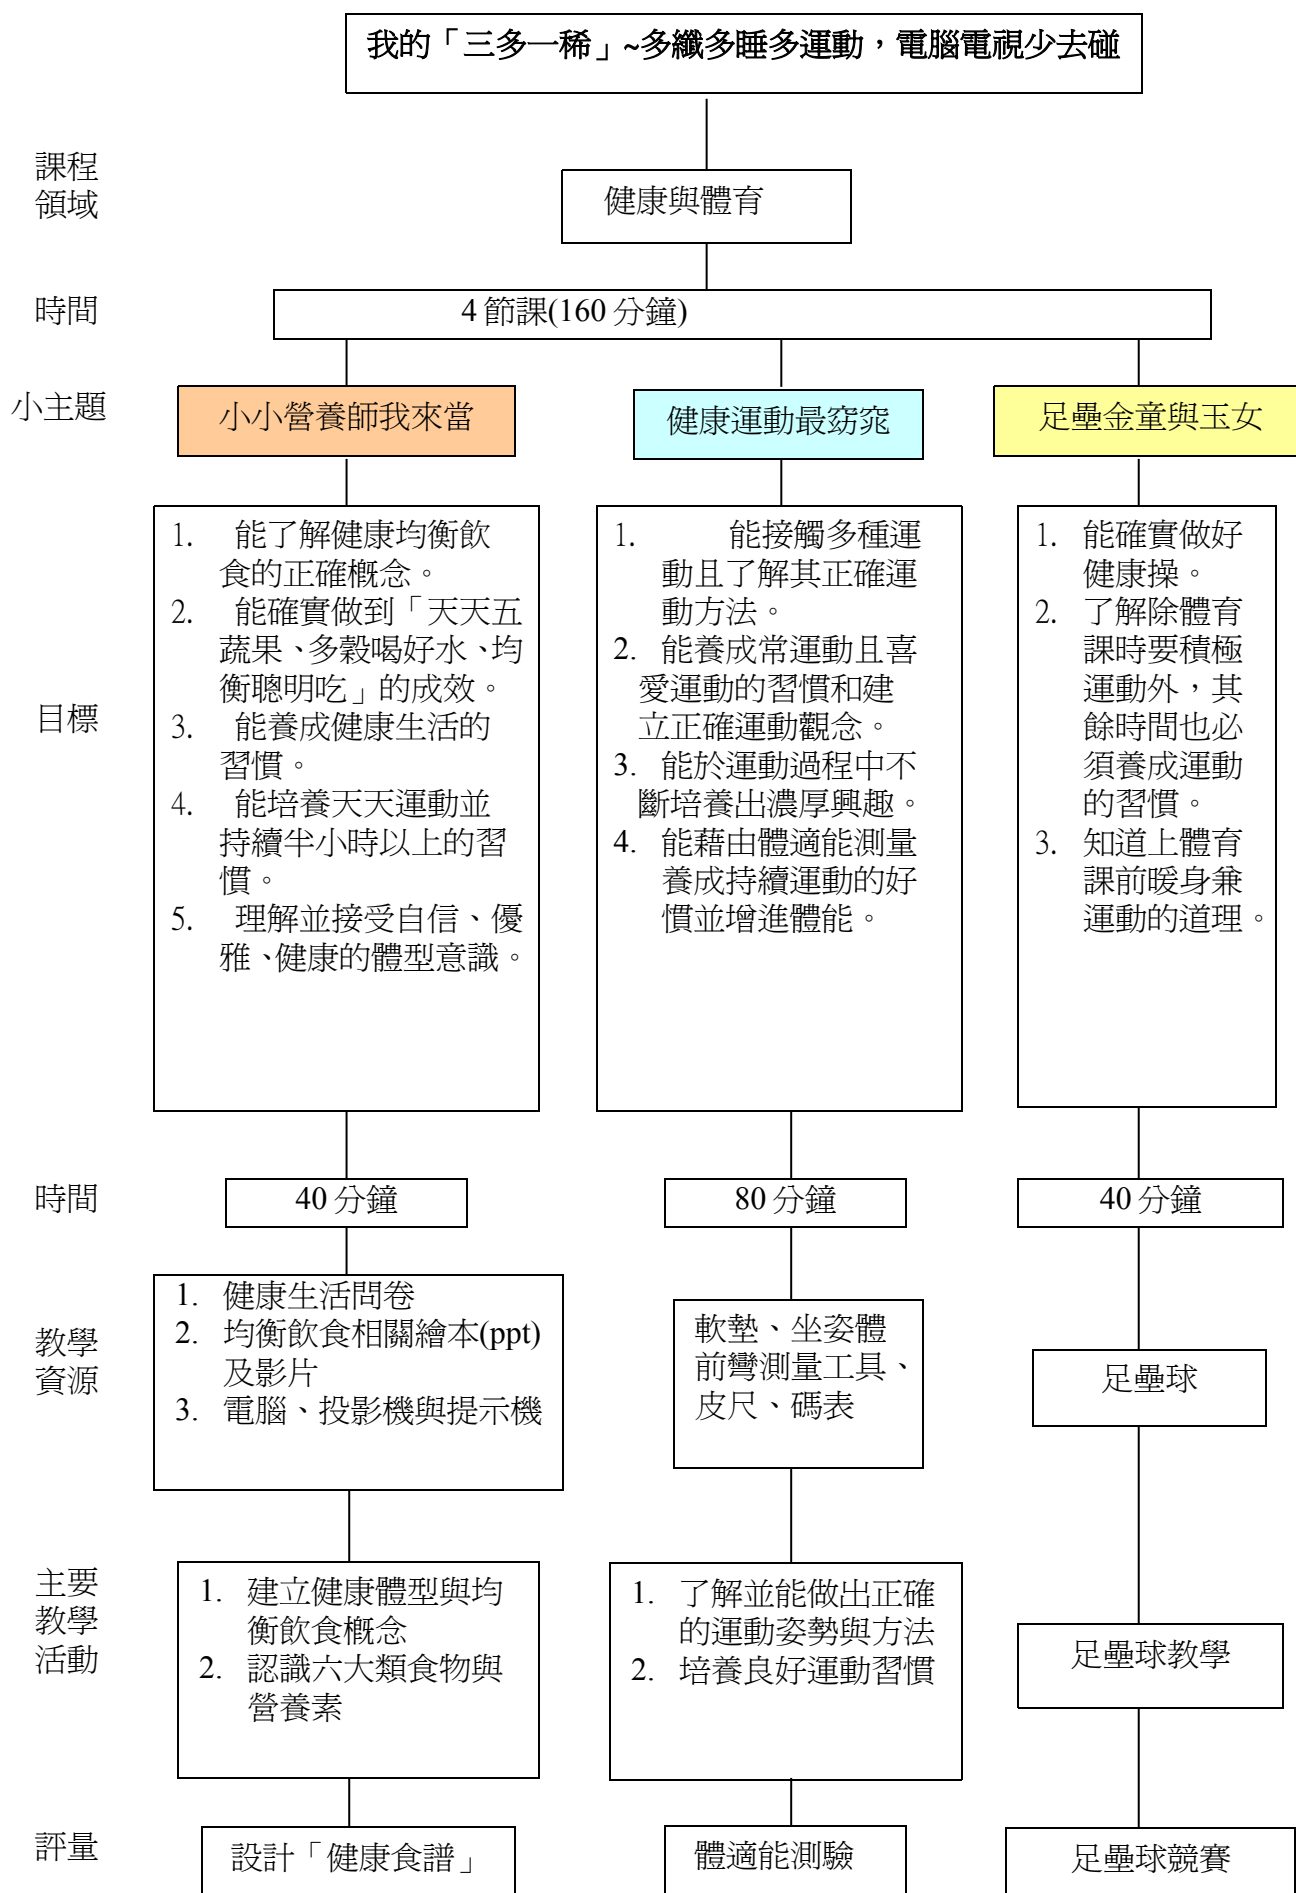 我的「三多一稀」~多纖多睡多運動，電腦電視少去碰
課程
領域
健康與體育
時間
4 節課(160 分鐘)
小主題
小小營養師我來當
健康運動最窈窕
足壘金童與玉女
目標
1. 能了解健康均衡飲
食的正確概念。
2. 能確實做到「天天五
蔬果、多穀喝好水、均
衡聰明吃」的成效。
3. 能養成健康生活的
習慣。
4. 能培養天天運動並
持續半小時以上的習
慣。
5. 理解並接受自信、優
雅、健康的體型意識。
1. 能接觸多種運
動且了解其正確運
動方法。
2. 能養成常運動且喜
愛運動的習慣和建
立正確運動觀念。
3. 能於運動過程中不
斷培養出濃厚興趣。
4. 能藉由體適能測量
養成持續運動的好
慣並增進體能。
1. 能確實做好
健康操。
2. 了解除體育
課時要積極
運動外，其
餘時間也必
須養成運動
的習慣。
3. 知道上體育
課前暖身兼
運動的道理。
時間
40 分鐘
80 分鐘
40 分鐘
教學
資源
1. 健康生活問卷
2. 均衡飲食相關繪本(ppt)
及影片
3. 電腦、投影機與提示機
軟墊、坐姿體
前彎測量工具、
皮尺、碼表
足壘球
主要
教學
活動
1. 建立健康體型與均
衡飲食概念
2. 認識六大類食物與
營養素
1. 了解並能做出正確
的運動姿勢與方法
2. 培養良好運動習慣
足壘球教學
評量
設計「健康食譜」
體適能測驗
足壘球競賽